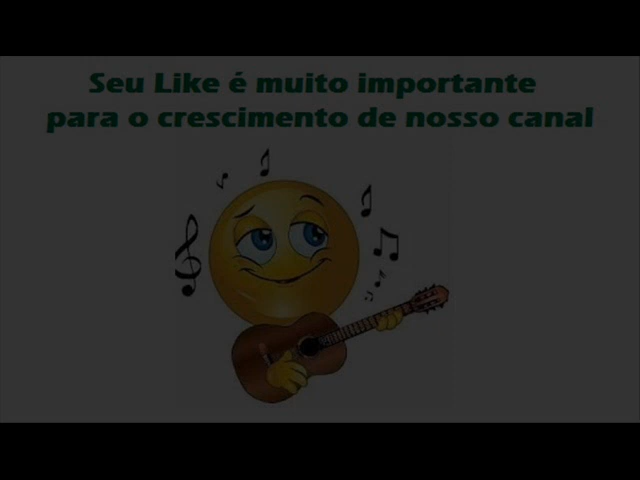 Seu Like é muito importante
para o crescimento de nosso canal